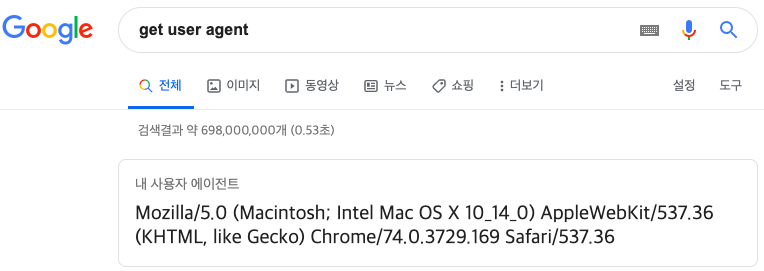 Google
get user agent
전체 이미지 동영상 뉴스 쇼핑 더보기 설정 도구
검색결과 약 698,000,000개 (0.53초)
내 사용자 에이전트
Mozilla/5.0 (Macintosh; Intel Mac OS X 10_14_0) AppleWebKit/537.36
(KHTML, like Gecko) Chrome/74.0.3729.169 Safari/537.36